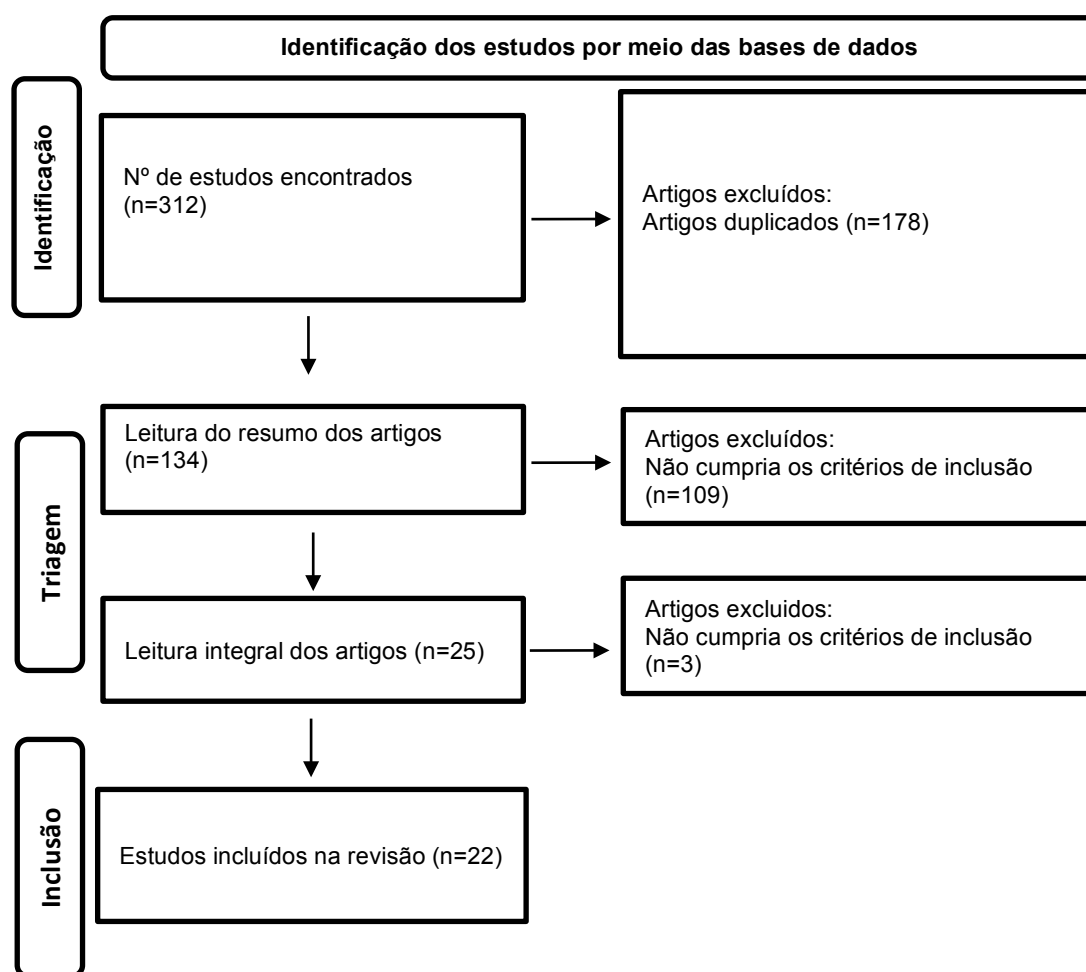 Identificação dos estudos por meio das bases de dados
Identificação
Nº de estudos encontrados
(n=312)
Artigos excluídos:
Artigos duplicados (n=178)
Triagem
Leitura do resumo dos artigos
(n=134)
Artigos excluídos:
Não cumpria os critérios de inclusão
(n=109)
Leitura integral dos artigos (n=25)
Artigos excluidos:
Não cumpria os critérios de inclusão
(n=3)
Inclusão
Estudos incluídos na revisão (n=22)